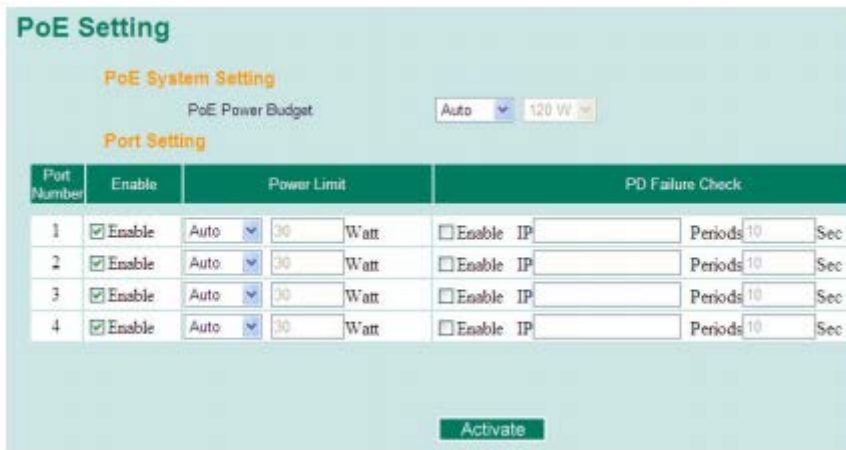 PoE Setting
PoE System Setting
PoE Power Budget Auto 120 W
Port Setting
Port Number Enable Power Limit PD Failure Check
1 Enable Auto 30 Watt Enable IP Periods 10 Sec
2 Enable Auto 30 Watt Enable IP Periods 10 Sec
3 Enable Auto 30 Watt Enable IP Periods 10 Sec
4 Enable Auto 30 Watt Enable IP Periods 10 Sec
Activate